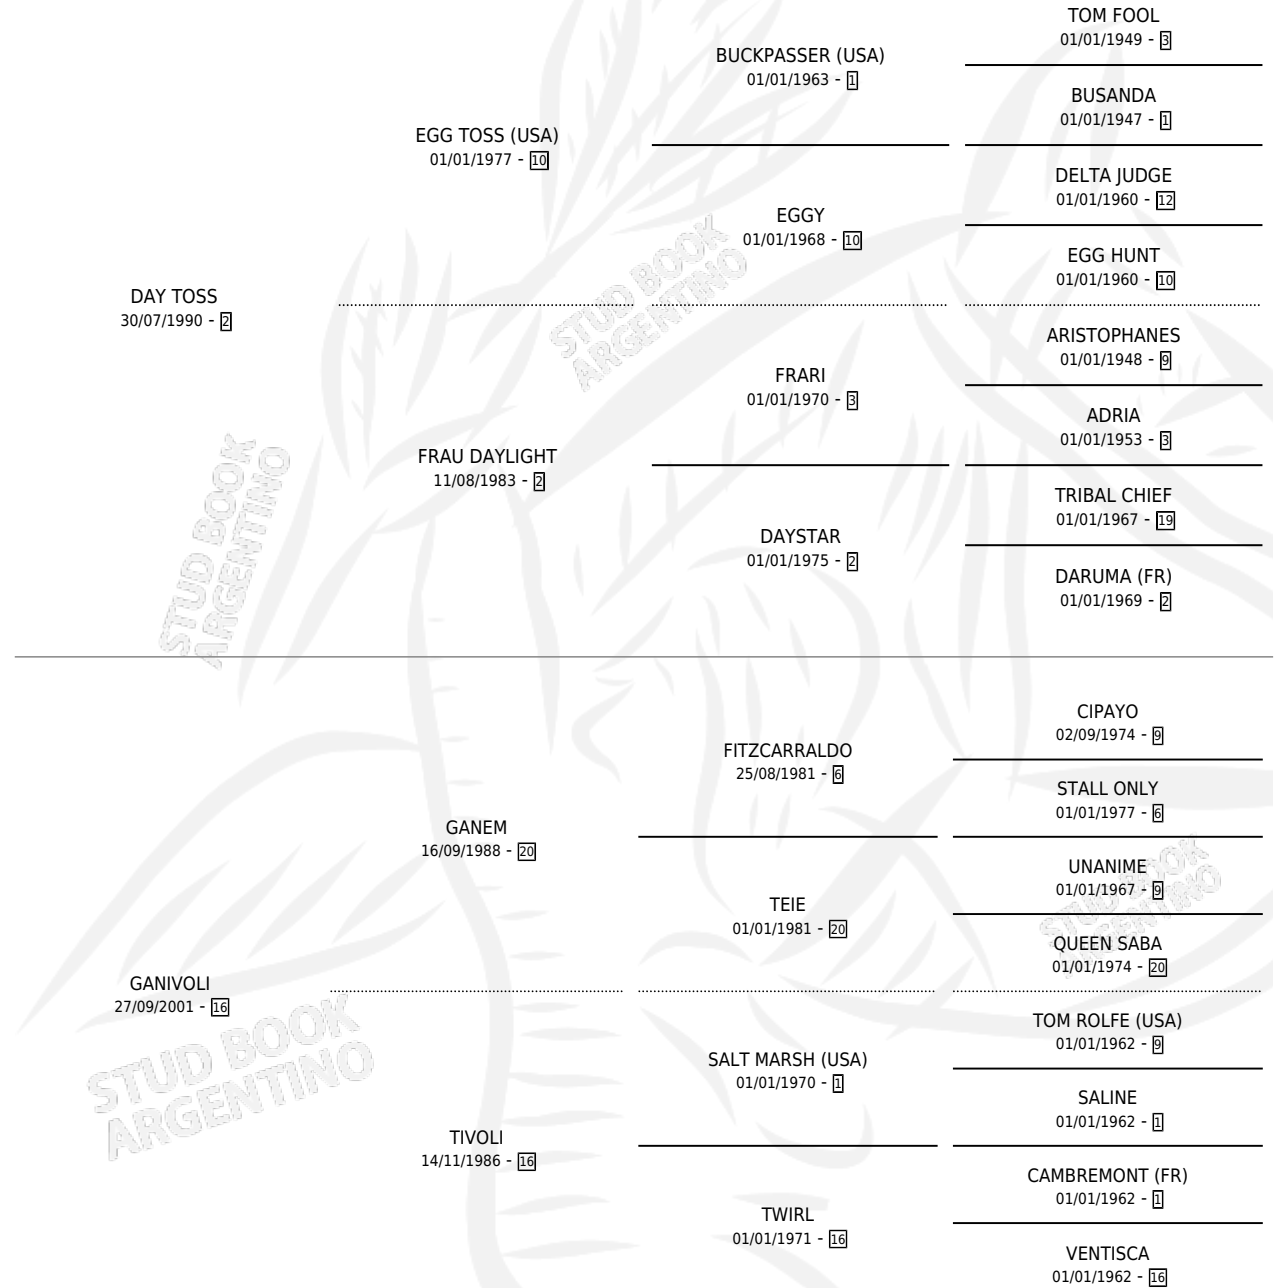 TOM FOOL
01/01/1949 - 3
BUCKPASSER (USA)
01/01/1963 - 1
BUSANDA
01/01/1947 - 1
EGG TOSS (USA)
01/01/1977 - 10
DELTA JUDGE
01/01/1960 - 12
EGGY
01/01/1968 - 10
EGG HUNT
01/01/1960 - 10
DAY TOSS
30/07/1990 - 2
ARISTOPHANES
01/01/1948 - 9
FRARI
01/01/1970 - 3
ADRIA
01/01/1953 - 3
FRAU DAYLIGHT
11/08/1983 - 2
TRIBAL CHIEF
01/01/1967 - 19
DAYSTAR
01/01/1975 - 2
DARUMA (FR)
01/01/1969 - 2
CIPAYO
02/09/1974 - 9
FITZCARRALDO
25/08/1981 - 6
STALL ONLY
01/01/1977 - 6
GANEM
16/09/1988 - 20
UNANIME
01/01/1967 - 9
TEIE
01/01/1981 - 20
QUEEN SABA
01/01/1974 - 20
GANIVOLI
27/09/2001 - 16
TOM ROLFE (USA)
01/01/1962 - 9
SALT MARSH (USA)
01/01/1970 - 1
SALINE
01/01/1962 - 1
TIVOLI
14/11/1986 - 16
CAMBREMONT (FR)
01/01/1962 - 1
TWIRL
01/01/1971 - 16
VENTISCA
01/01/1962 - 16
STUD BOOK
ARGENTINO
STUD BOOK
ARGENTINO
STUD BOOK
ARGENTINO
STUD BOOK
ARGENTINO